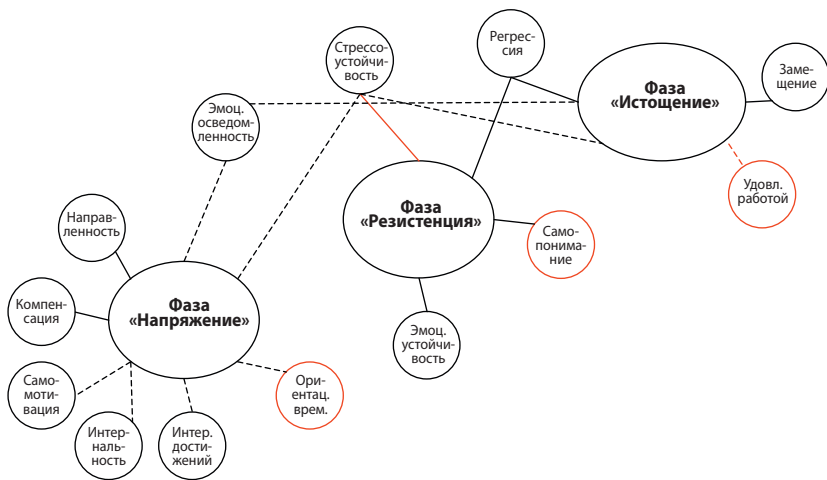 Регрес-
сия
Стрессо-
устойчи-
вость
Заме-
щение
Фаза
«Истощение»
Эмоц.
осведом-
ленность
Удовл.
работой
Фаза
«Резистенция»
Направ-
ленность
Само-
понима-
ние
Компен-
сация
Фаза
«Напряжение»
Эмоц.
устойчи-
вость
Само-
моти-
вация
Ори-
ентац.
врем.
Интер-
наль-
ность
Интер.
дости-
жений